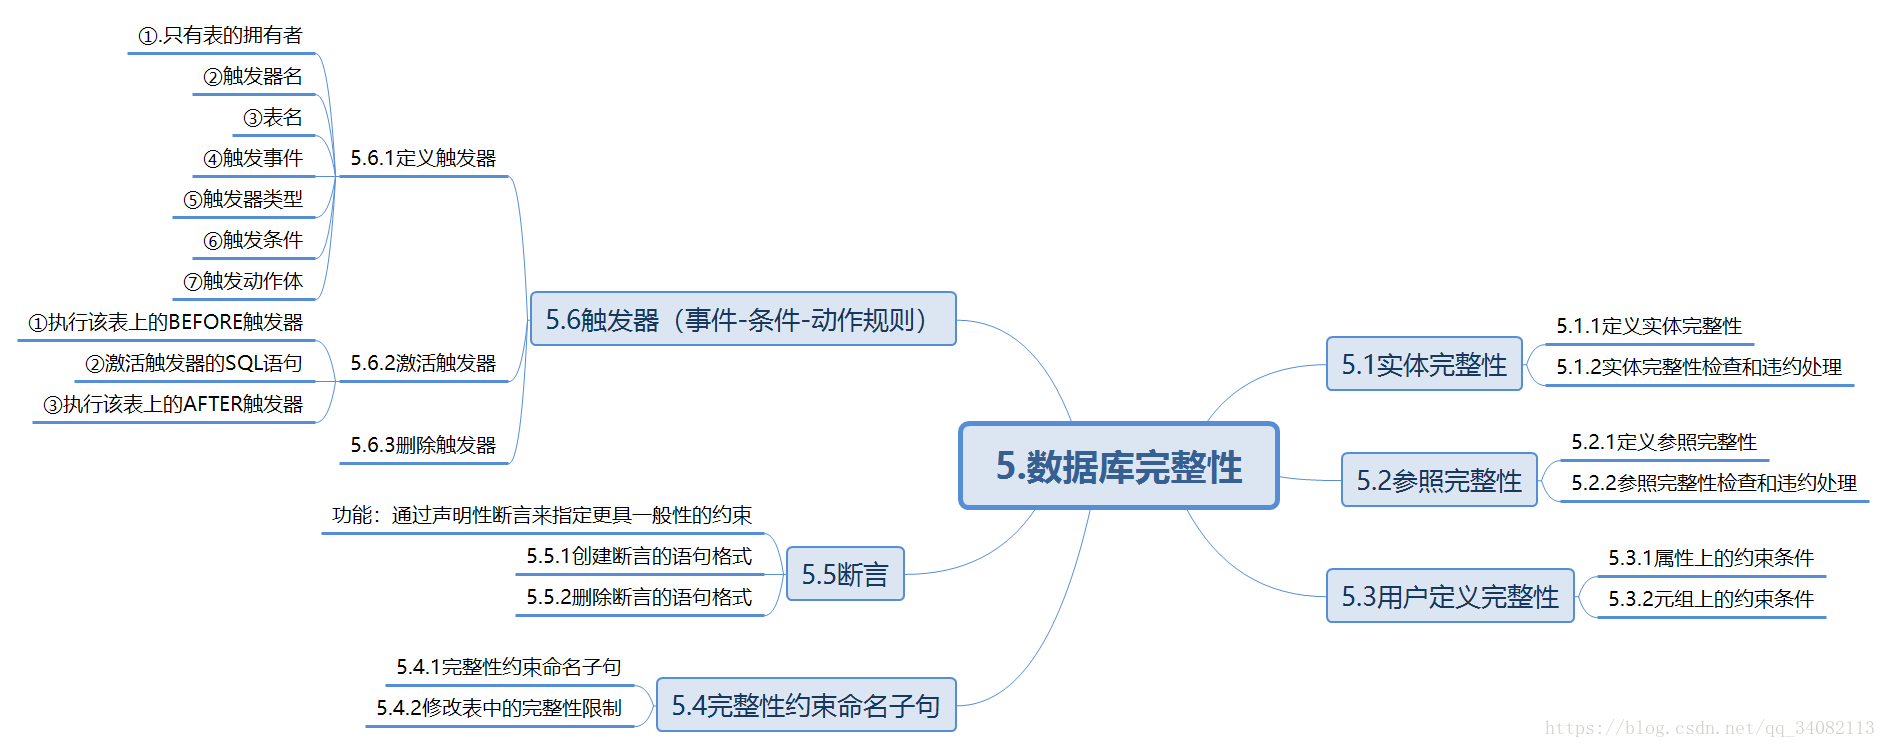 5.数据库完整性
5.1实体完整性
5.1.1定义实体完整性
5.1.2实体完整性检查和违约处理
5.2参照完整性
5.2.1定义参照完整性
5.2.2参照完整性检查和违约处理
5.3用户定义完整性
5.3.1属性上的约束条件
5.3.2元组上的约束条件
5.4完整性约束命名子句
5.4.1完整性约束命名子句
5.4.2修改表中的完整性限制
5.5断言
功能：通过声明性断言来指定更具一般性的约束
5.5.1创建断言的语句格式
5.5.2删除断言的语句格式
5.6触发器（事件-条件-动作规则）
5.6.1定义触发器
①.只有表的拥有者
②触发器名
③表名
④触发事件
⑤触发器类型
⑥触发条件
⑦触发动作体
5.6.2激活触发器
①执行该表上的BEFORE触发器
②激活触发器的SQL语句
③执行该表上的AFTER触发器
5.6.3删除触发器
https://blog.csdn.net/qq_34082113